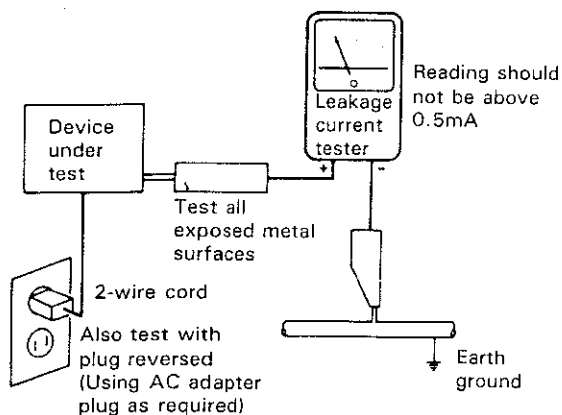 Device
under
test
Test all
exposed metal
surfaces
Leakage
current
tester
+ -
Reading should
not be above
0.5mA
2-wire cord
Also test with
plug reversed
(Using AC adapter
plug as required)
Earth
ground